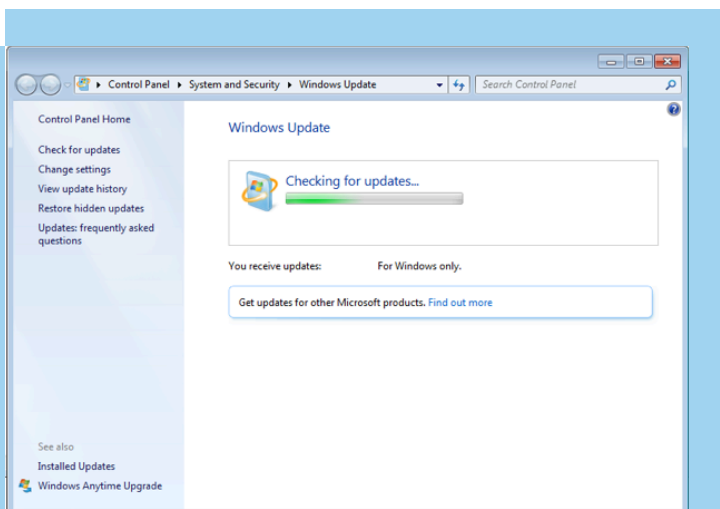 Control Panel ▸ System and Security ▸ Windows Update
Search Control Panel
Control Panel Home
Check for updates
Change settings
View update history
Restore hidden updates
Updates: frequently asked
questions
Windows Update
Checking for updates...
You receive updates: For Windows only.
Get updates for other Microsoft products. Find out more
See also
Installed Updates
Windows Anytime Upgrade